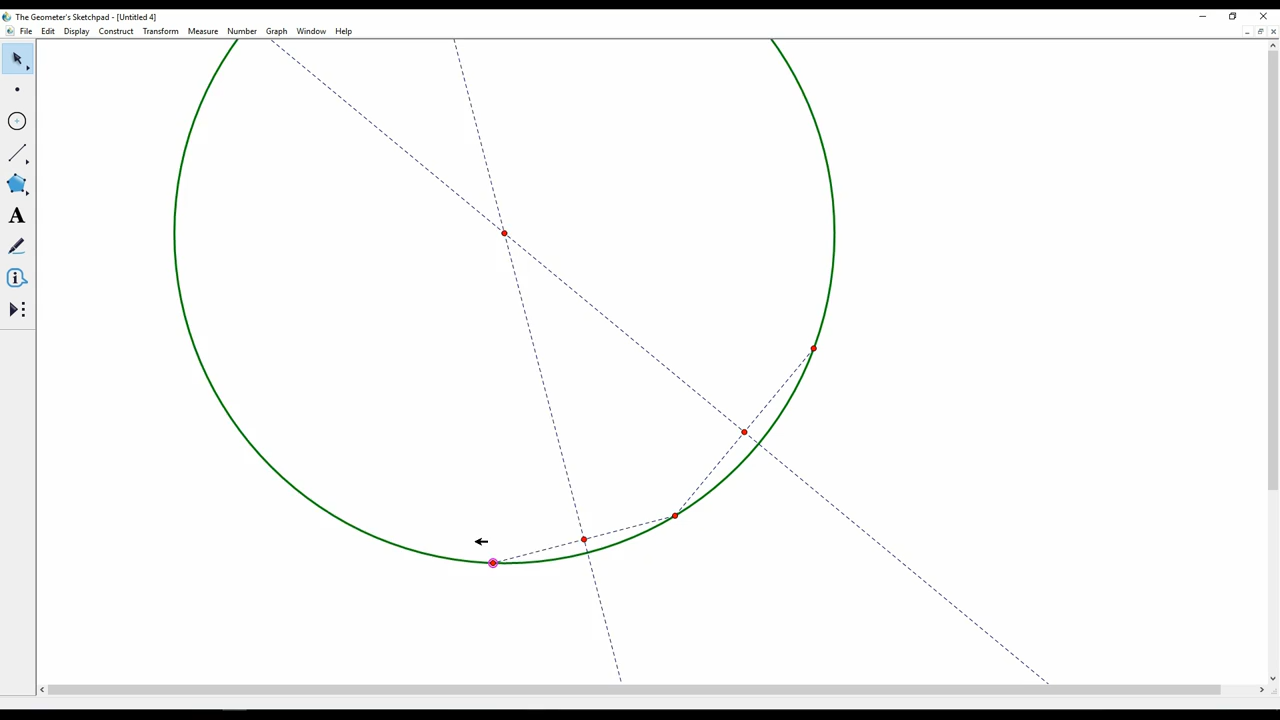 The Geometer's Sketchpad - [Untitled 4]
File Edit Display Construct Transform Measure Number Graph Window Help
A
i